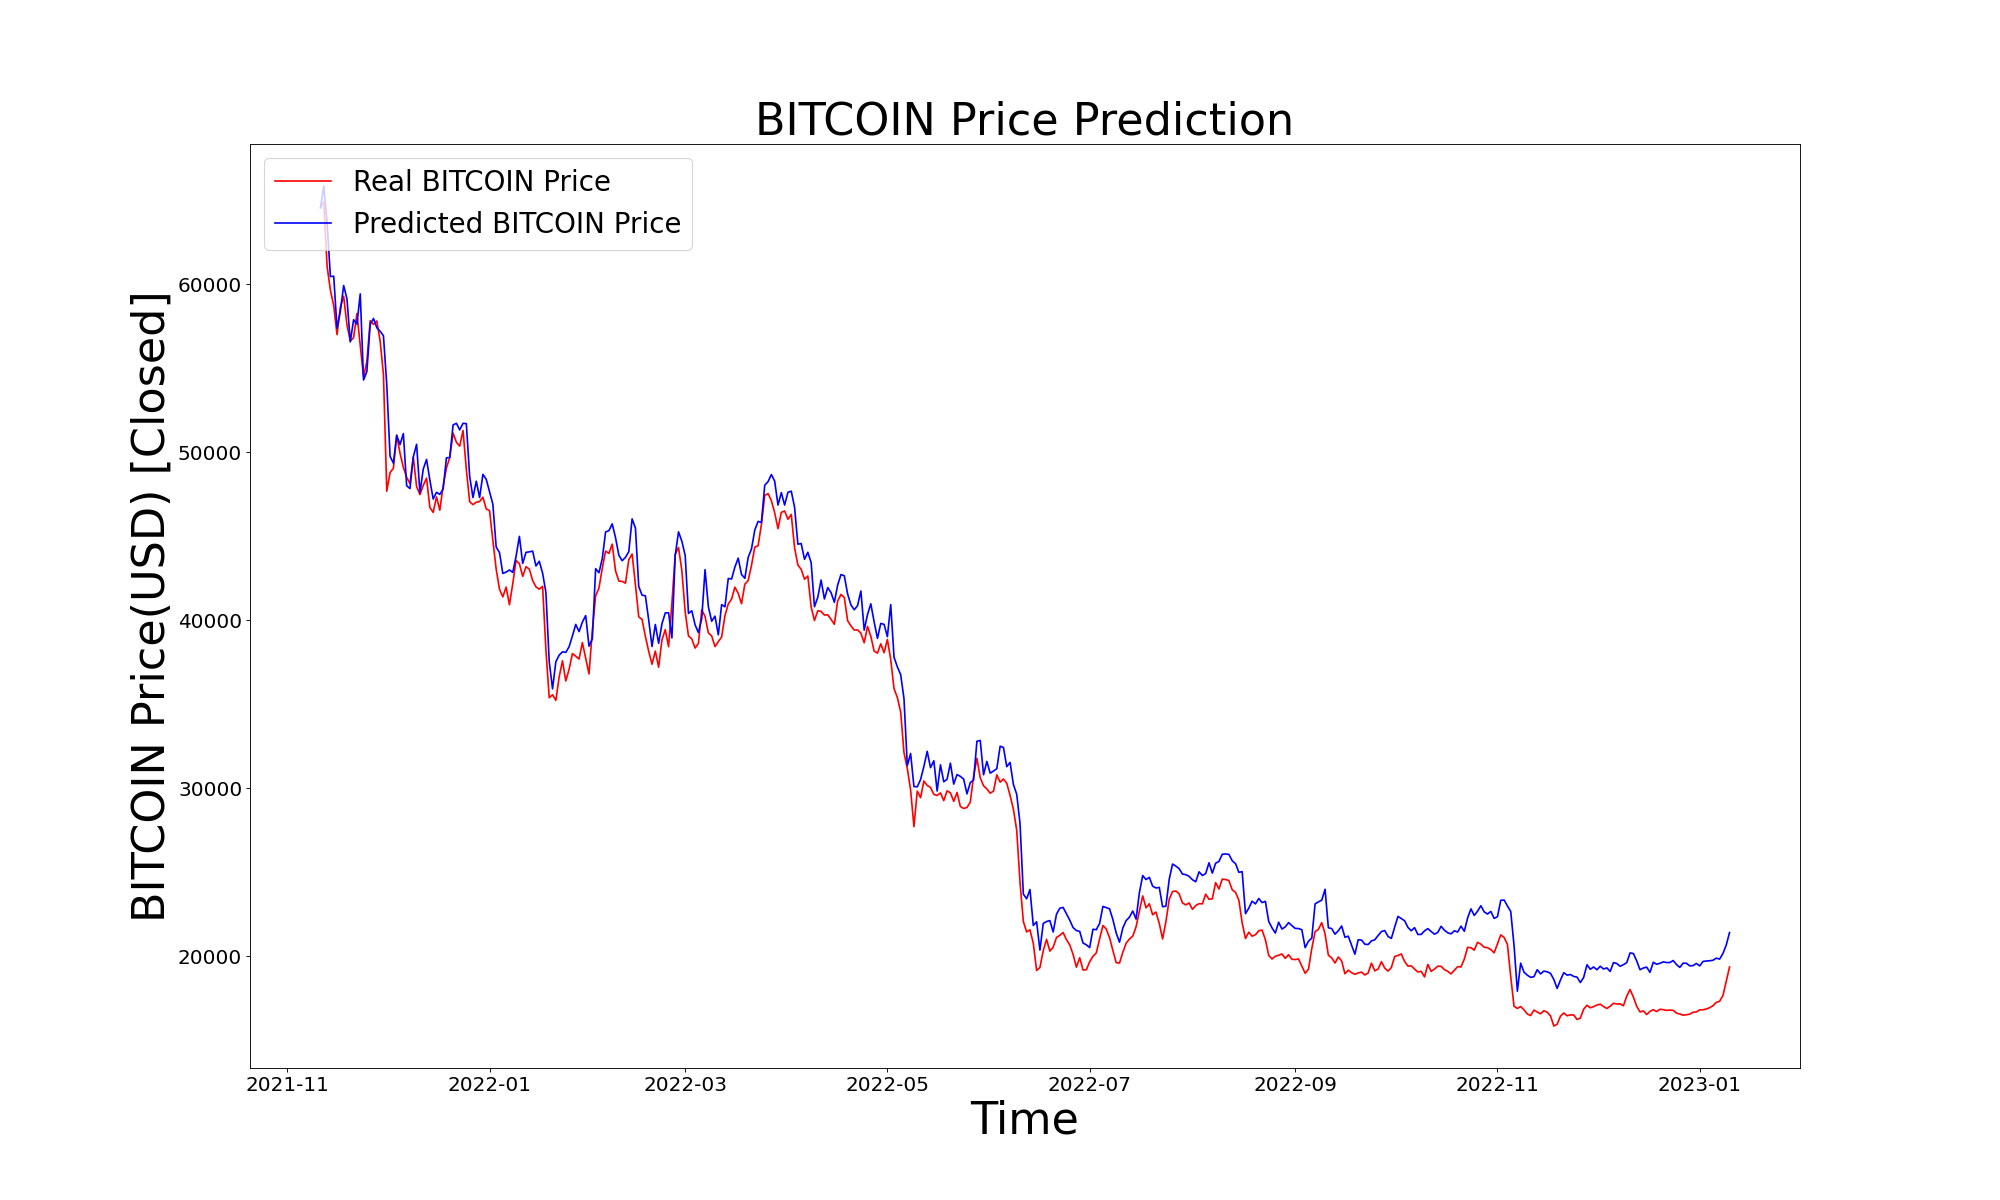 BITCOIN Price Prediction
Real BITCOIN Price
Predicted BITCOIN Price
BITCOIN Price(USD) [Closed]
60000
50000
40000
30000
20000
2021-11 2022-01 2022-03 2022-05 2022-07 2022-09 2022-11 2023-01
Time